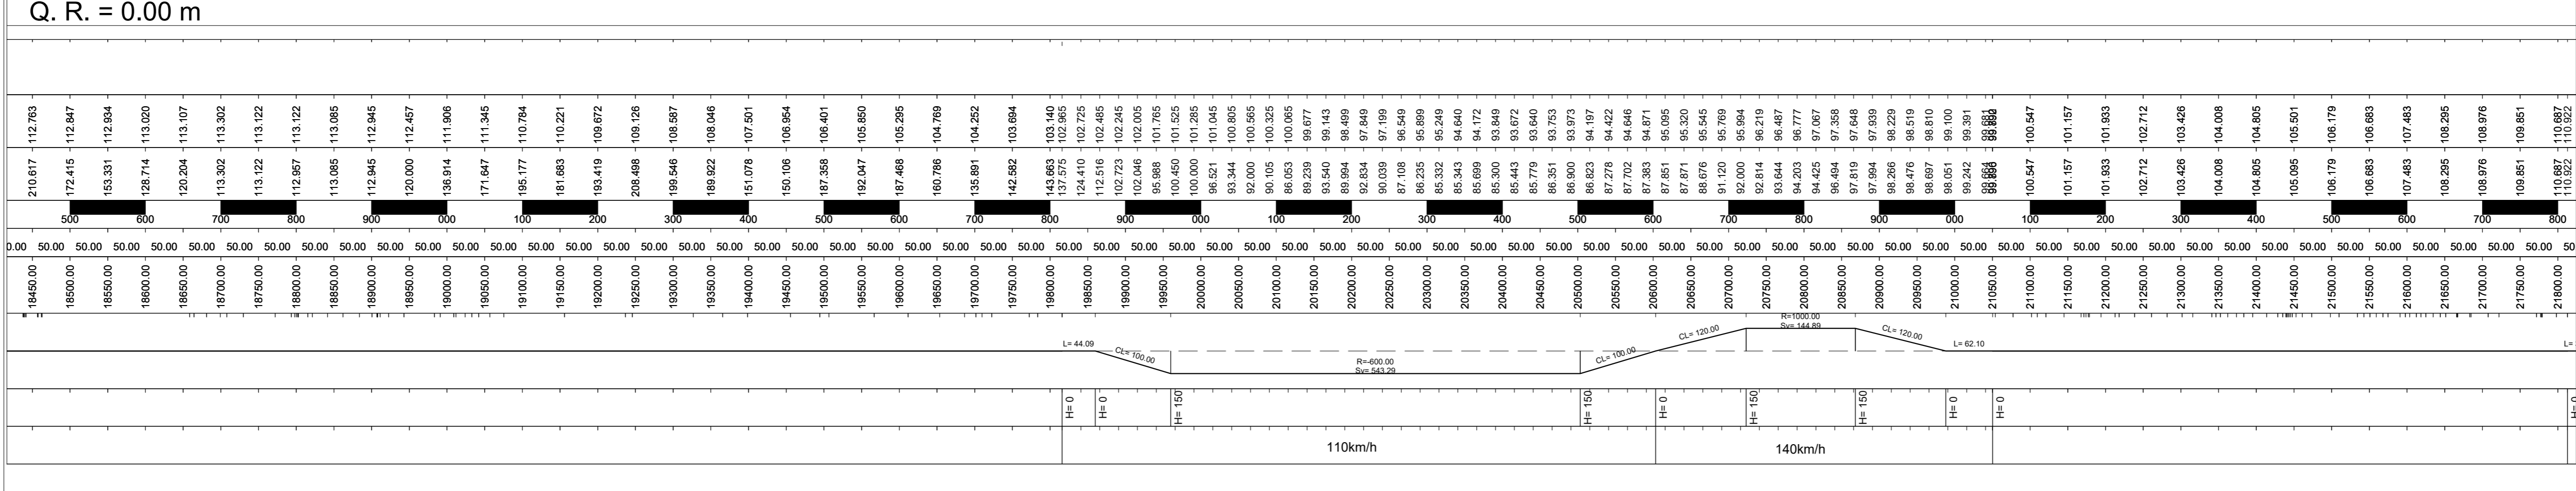 Q. R. = 0.00 m
112.763 112.847 112.934 113.020 113.107 113.302 113.122 113.122 113.085 112.945 112.457 111.906 111.345 110.784 110.221 109.672 109.126 108.587 108.046 107.501 106.954 106.401 105.850 105.295 104.769 104.252 103.694 103.140 102.965 102.725 102.485 102.245 102.005 101.765 101.525 101.285 101.045 100.805 100.565 100.325 100.065 99.677 99.143 98.499 97.849 97.199 96.549 95.899 95.249 94.640 94.172 93.849 93.672 93.640 93.753 93.973 94.197 94.422 94.646 94.871 95.095 95.320 95.545 95.769 95.994 96.219 96.487 96.777 97.067 97.358 97.648 97.939 98.229 98.519 98.810 99.100 99.391 99.681 100.547 101.157 101.933 102.712 103.426 104.008 104.805 105.501 106.179 106.683 107.483 108.295 108.976 109.851 110.687 110.922
210.617 172.415 153.331 128.714 120.204 113.302 113.122 112.957 113.085 112.945 120.000 136.914 171.647 195.177 181.683 193.419 208.498 199.546 189.922 151.078 150.106 187.358 192.047 187.468 160.786 135.891 142.582 143.663 137.575 124.410 112.516 102.723 102.046 95.988 100.450 100.000 96.521 93.344 92.000 90.105 86.053 89.239 93.540 89.994 92.834 90.039 87.108 86.235 85.332 85.343 85.699 85.300 85.443 85.779 86.351 86.900 86.823 87.278 87.702 87.383 87.851 87.871 88.676 91.120 92.000 92.814 93.644 94.203 94.425 96.494 97.819 97.994 98.266 98.476 98.697 98.051 99.242 99.664 100.547 101.157 101.933 102.712 103.426 104.008 104.805 105.095 106.179 106.683 107.483 108.295 108.976 109.851 110.687 110.922
500 600 700 800 900 000 100 200 300 400 500 600 700 800 900 000 100 200 300 400 500 600 700 800 900 000 100 200 300 400 500 600 700 800
0.00 50.00 50.00 50.00 50.00 50.00 50.00 50.00 50.00 50.00 50.00 50.00 50.00 50.00 50.00 50.00 50.00 50.00 50.00 50.00 50.00 50.00 50.00 50.00 50.00 50.00 50.00 50.00 50.00 50.00 50.00 50.00 50.00 50.00 50.00 50.00 50.00 50.00 50.00 50.00 50.00 50.00 50.00 50.00 50.00 50.00 50.00 50.00 50.00 50.00 50.00 50.00 50.00 50.00 50.00 50.00 50.00 50.00 50.00 50.00 50.00 50.00 50.00 50.00 50.00 50.00 50.00 50.00 50
18450.00 18500.00 18550.00 18600.00 18650.00 18700.00 18750.00 18800.00 18850.00 18900.00 18950.00 19000.00 19050.00 19100.00 19150.00 19200.00 19250.00 19300.00 19350.00 19400.00 19450.00 19500.00 19550.00 19600.00 19650.00 19700.00 19750.00 19800.00 19850.00 19900.00 19950.00 20000.00 20050.00 20100.00 20150.00 20200.00 20250.00 20300.00 20350.00 20400.00 20450.00 20500.00 20550.00 20600.00 20650.00 20700.00 20750.00 20800.00 20850.00 20900.00 20950.00 21000.00 21050.00 21100.00 21150.00 21200.00 21250.00 21300.00 21350.00 21400.00 21450.00 21500.00 21550.00 21600.00 21650.00 21700.00 21750.00 21800.00
L= 44.09 CL= 100.00 R=-600.00 CL= 100.00 CL= 120.00 R=1000.00 CL= 120.00 L= 62.10 L=
Sv= 543.29 Sv= 144.89
H= 0 H= 0 H= 150 H= 150 H= 0 H= 150 H= 150 H= 0 H= 0 H= 0
110km/h 140km/h